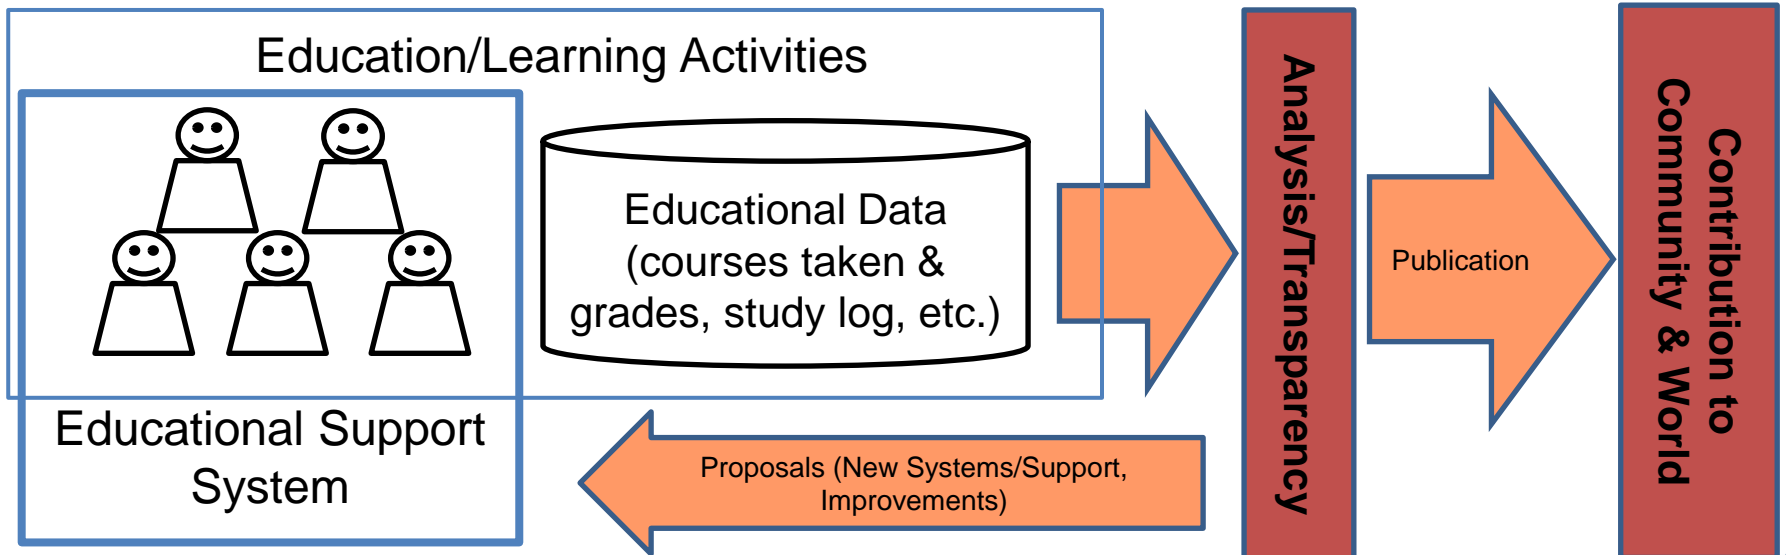 Education/Learning Activities
Educational Data
(courses taken &
grades, study log, etc.)
Educational Support
System
Proposals (New Systems/Support,
Improvements)
Analysis/Transparency
Publication
Contribution to
Community & World